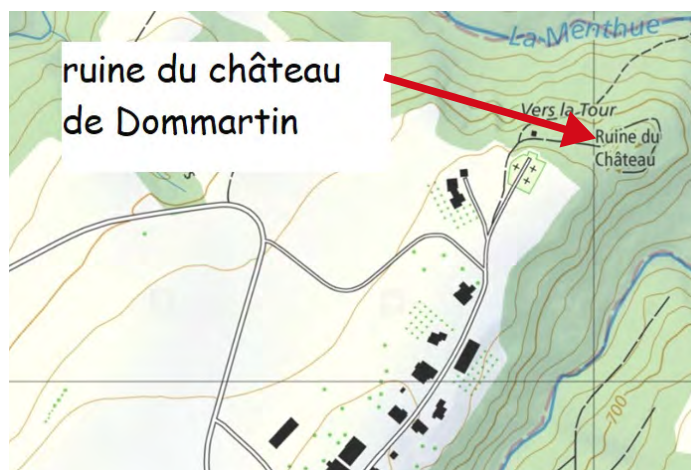 La Menthue
ruine du château
de Dommartin
Vers la Tour
Ruine du
Château
700